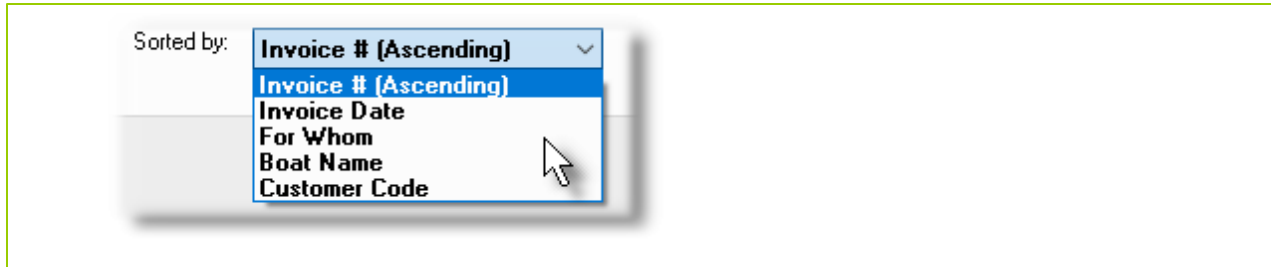 Sorted by: Invoice # (Ascending)
Invoice # (Ascending)
Invoice Date
For Whom
Boat Name
Customer Code